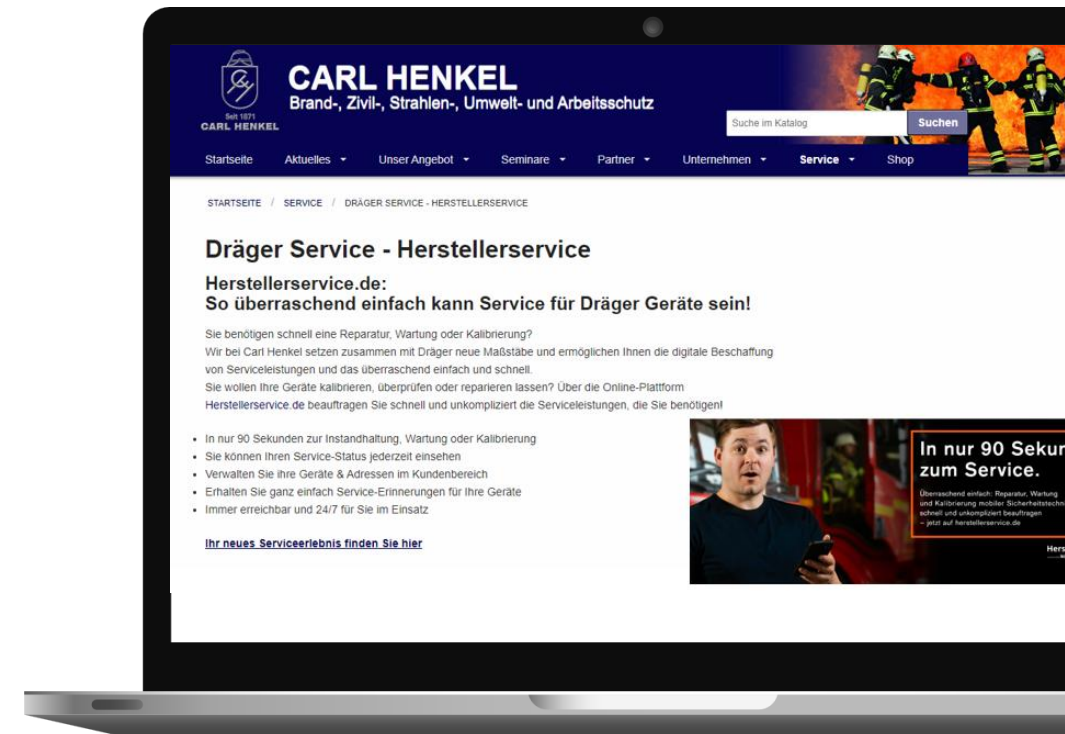 Seit 1871
CARL HENKEL
CARL HENKEL
Brand-, Zivil-, Strahlen-, Umwelt- und Arbeitsschutz
Suche im Katalog
Suchen
Startseite Aktuelles Unser Angebot Seminare Partner Unternehmen Service Shop
STARTSEITE / SERVICE / DRÄGER SERVICE - HERSTELLERSERVICE
Dräger Service - Herstellerservice
Herstellerservice.de:
So überraschend einfach kann Service für Dräger Geräte sein!
Sie benötigen schnell eine Reparatur, Wartung oder Kalibrierung?
Wir bei Carl Henkel setzen zusammen mit Dräger neue Maßstäbe und ermöglichen Ihnen die digitale Beschaffung
von Serviceleistungen und das überraschend einfach und schnell.
Sie wollen Ihre Geräte kalibrieren, überprüfen oder reparieren lassen? Über die Online-Plattform
Herstellerservice.de beauftragen Sie schnell und unkompliziert die Serviceleistungen, die Sie benötigen!
In nur 90 Sekunden zur Instandhaltung, Wartung oder Kalibrierung
Sie können Ihren Service-Status jederzeit einsehen
Verwalten Sie ihre Geräte & Adressen im Kundenbereich
Erhalten Sie ganz einfach Service-Erinnerungen für Ihre Geräte
Immer erreichbar und 24/7 für Sie im Einsatz
Ihr neues Serviceerlebnis finden Sie hier
In nur 90 Sekun
zum Service.
Überraschend einfach: Reparatur, Wartung
und Kalibrierung mobiler Sicherheitstechni
schnell und unkompliziert beauftragen
– jetzt auf herstellerservice.de
Hers